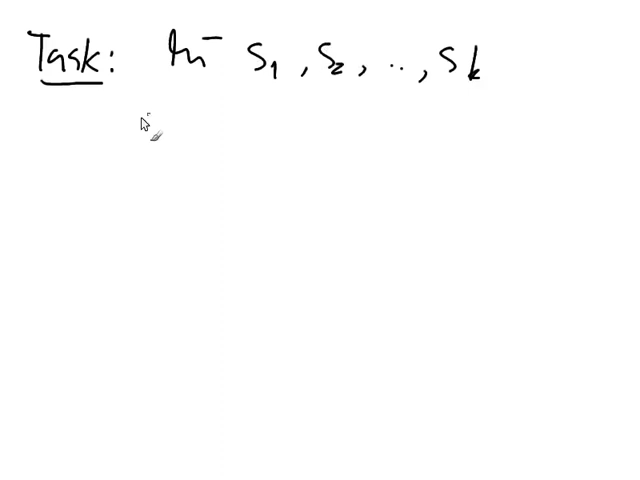 Task: S1, S2, .., Sk